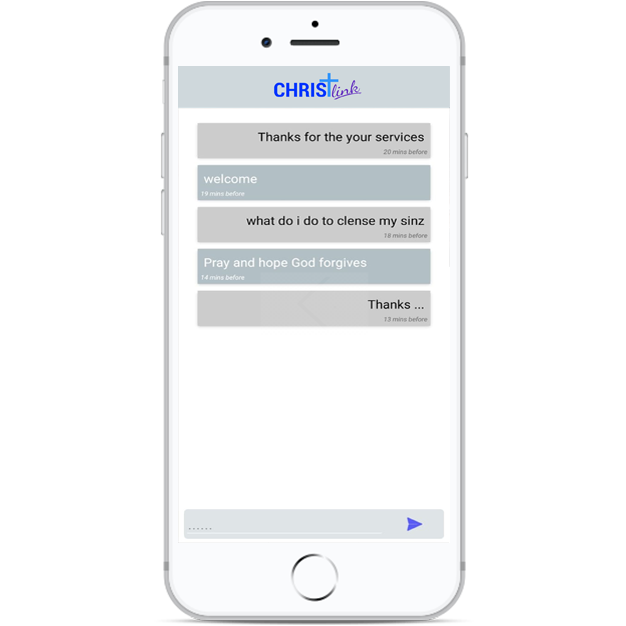 CHRISTlink
Thanks for the your services
20 mins before
welcome
19 mins before
what do i do to clense my sinz
18 mins before
Pray and hope God forgives
14 mins before
Thanks ...
13 mins before
......